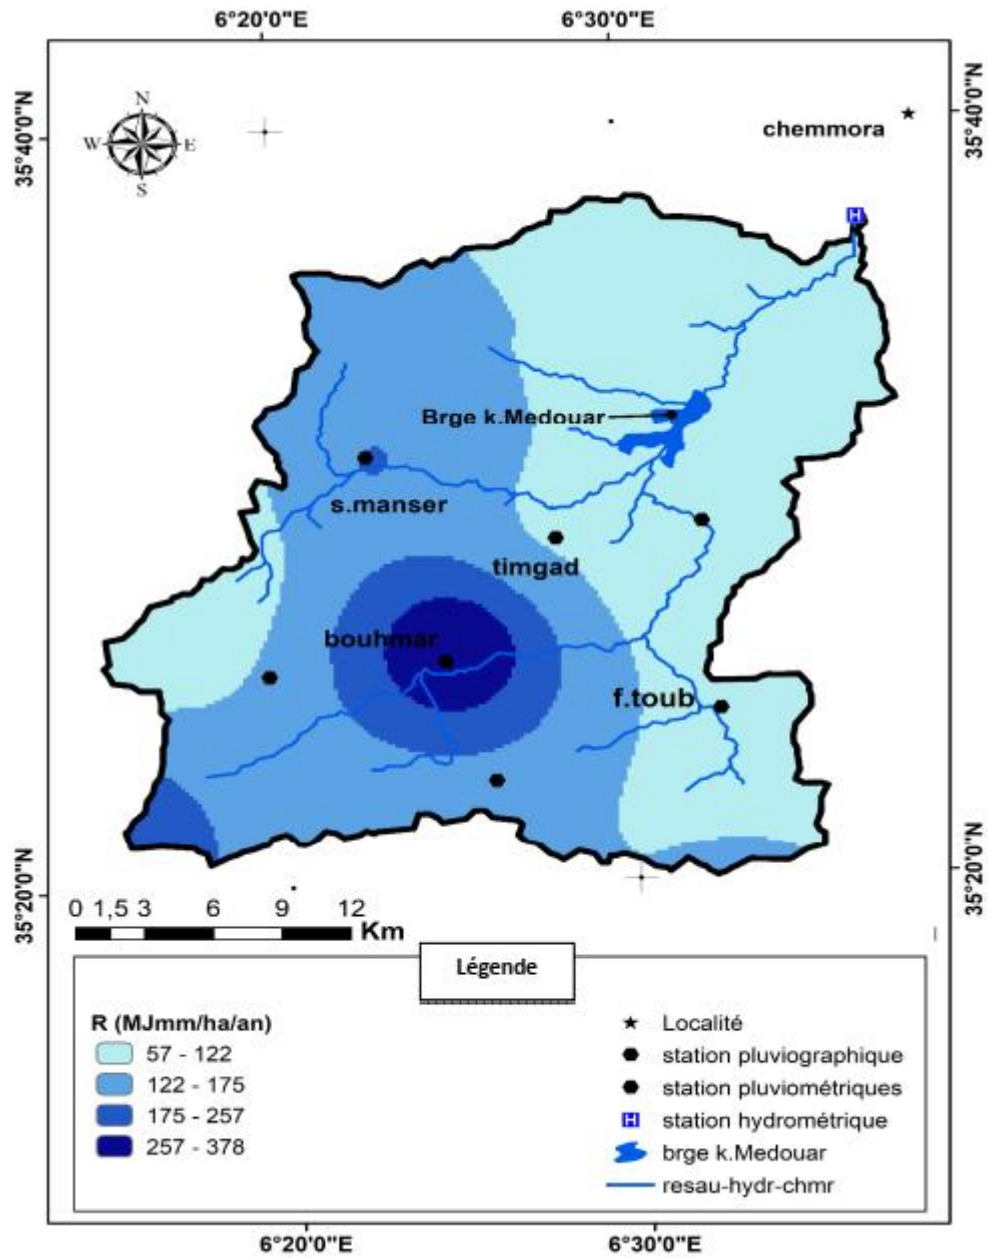 6°20'0"E 6°30'0"E
35°40'0"N
35°40'0"N
N
W E
S
chemmora
H
Brge k.Medouar
s.manser
timgad
bouhmar
f.toub
35°20'0"N
35°20'0"N
0 1,5 3 6 9 12
Km
Légende
R (MJmm/ha/an)
57 - 122
122 - 175
175 - 257
257 - 378
Localité
station pluviographique
station pluviométriques
H station hydrométrique
brge k.Medouar
resau-hydr-chmr
6°20'0"E 6°30'0"E